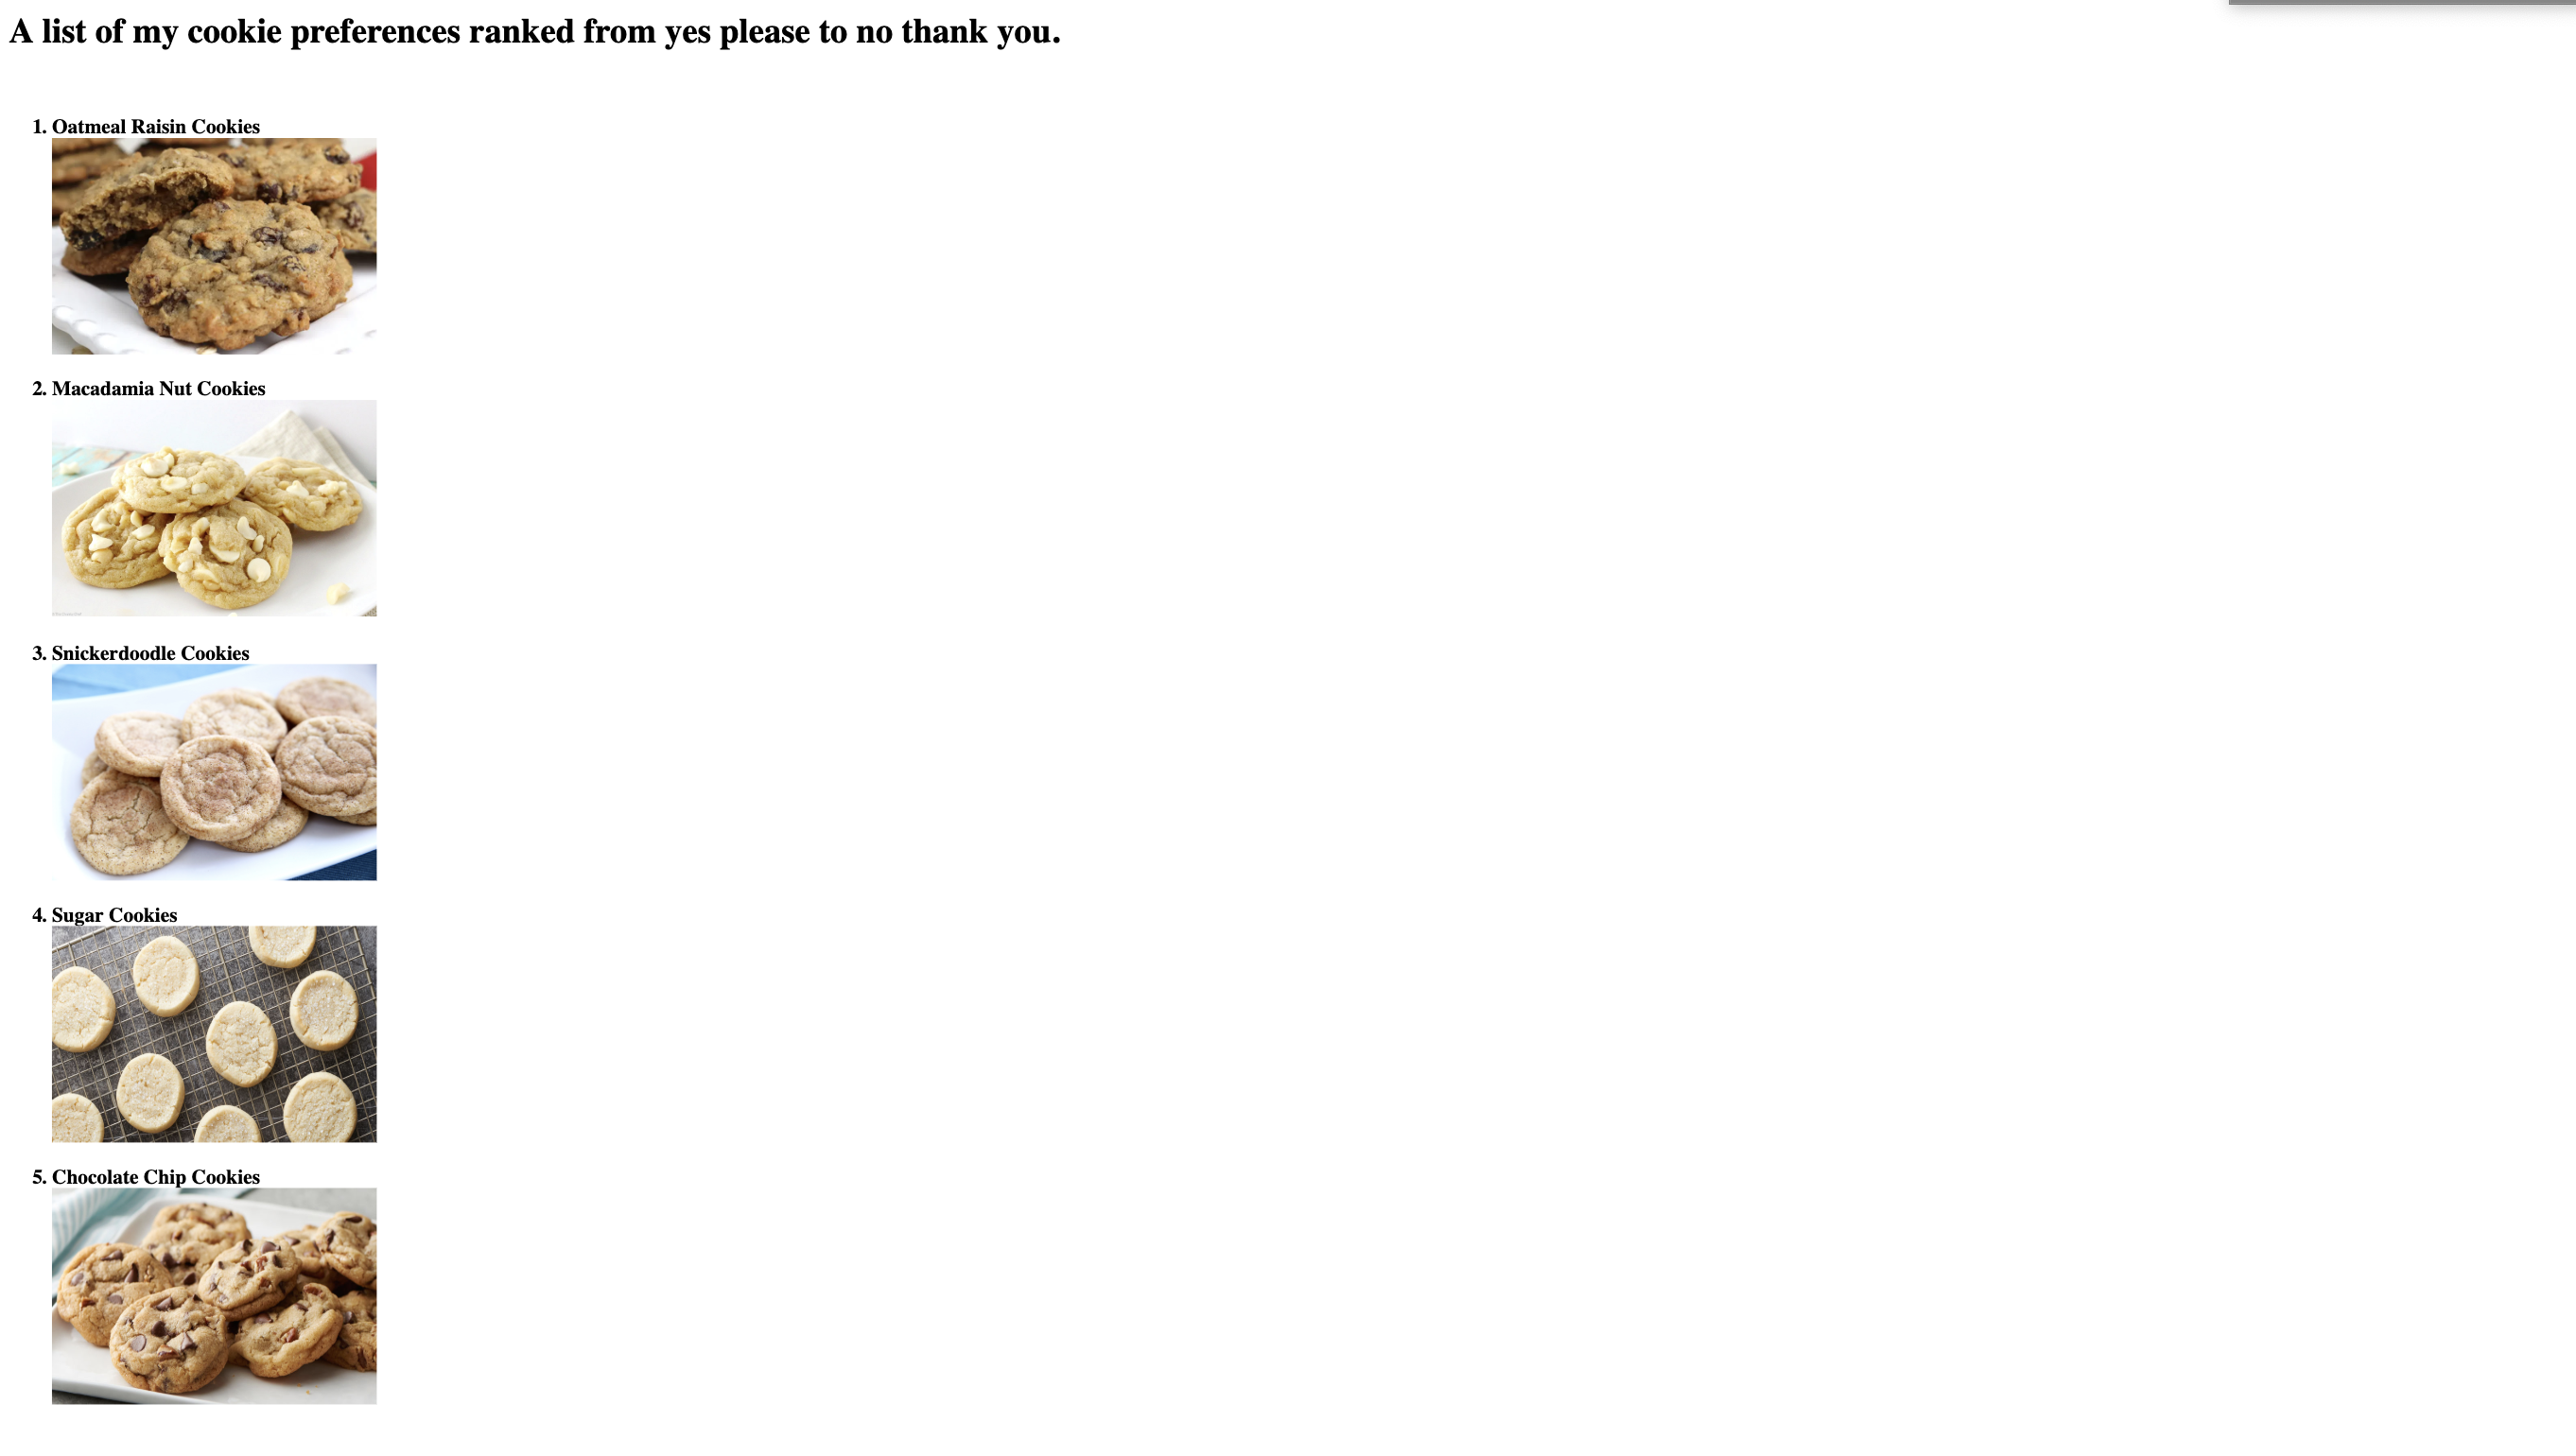 A list of my cookie preferences ranked from yes please to no thank you.
1. Oatmeal Raisin Cookies
2. Macadamia Nut Cookies
3. Snickerdoodle Cookies
4. Sugar Cookies
5. Chocolate Chip Cookies